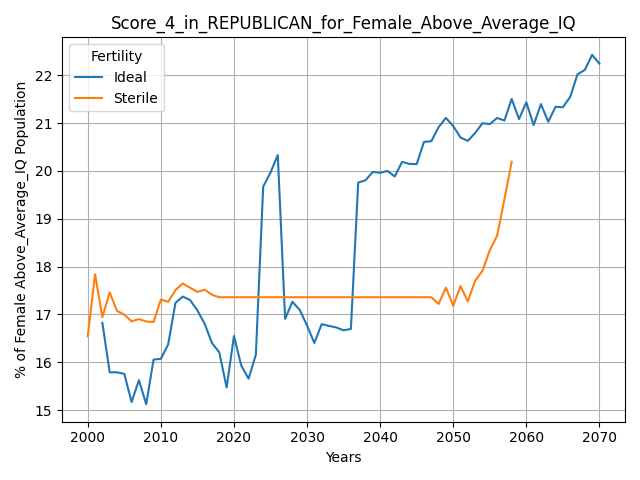 Score_4_in_REPUBLICAN_for_Female_Above_Average_IQ
Fertility
Ideal
Sterile
% of Female Above_Average_IQ Population
22
21
20
19
18
17
16
15
2000 2010 2020 2030 2040 2050 2060 2070
Years